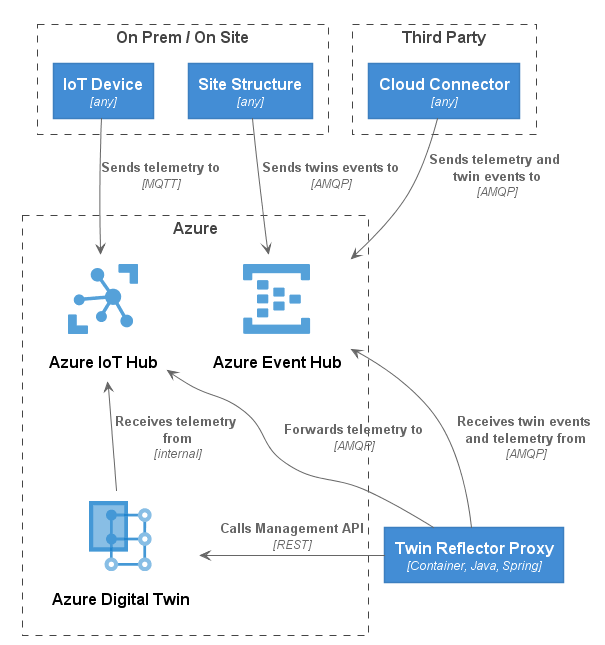 On Prem / On Site
Third Party
IoT Device
[any]
Site Structure
[any]
Cloud Connector
[any]
Sends telemetry to
[MQTT]
Sends twins events to
[AMQP]
Sends telemetry and
twin events to
[AMQP]
Azure
Azure IoT Hub
Azure Event Hub
Receives telemetry
from
[internal]
Forwards telemetry to
[AMQP]
Receives twin events
and telemetry from
[AMQP]
Calls Management API
[REST]
Twin Reflector Proxy
[Container, Java, Spring]
Azure Digital Twin